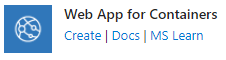 Web App for Containers
Create | Docs | MS Learn